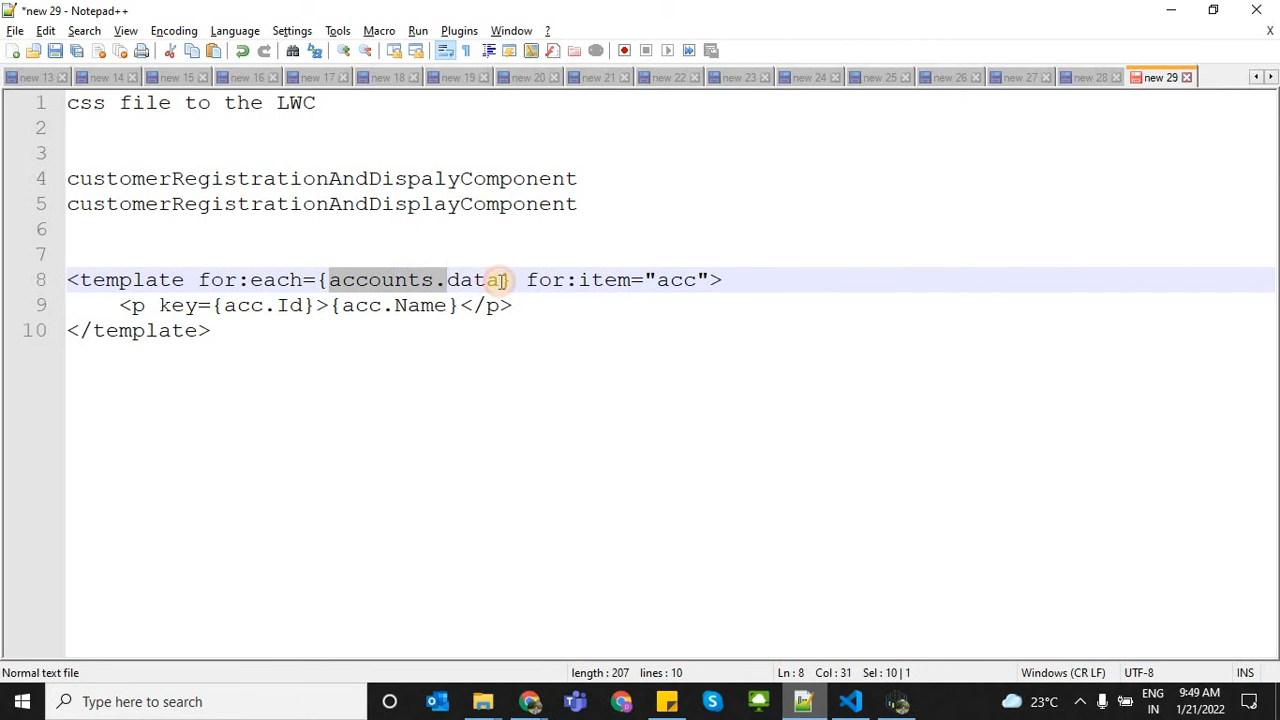 *new 29 - Notepad++
File Edit Search View Encoding Language Settings Tools Macro Run Plugins Window ?
X
new 13 new 14 new 15 new 16 new 17 new 18 new 19 new 20 new 21 new 22 new 23 new 24 new 25 new 26 new 27 new 28 new 29
1 css file to the LWC
2
3
4 customerRegistrationAndDispalyComponent
5 customerRegistrationAndDisplayComponent
6
7
8 <template for:each={accounts.data} for:item="acc">
9 <p key={acc.Id}>{acc.Name}</p>
10 </template>
Normal text file length : 207 lines : 10 Ln : 8 Col : 31 Sel : 10 | 1 Windows (CR LF) UTF-8 INS
Type here to search 23°C ENG 9:49 AM
IN 1/21/2022